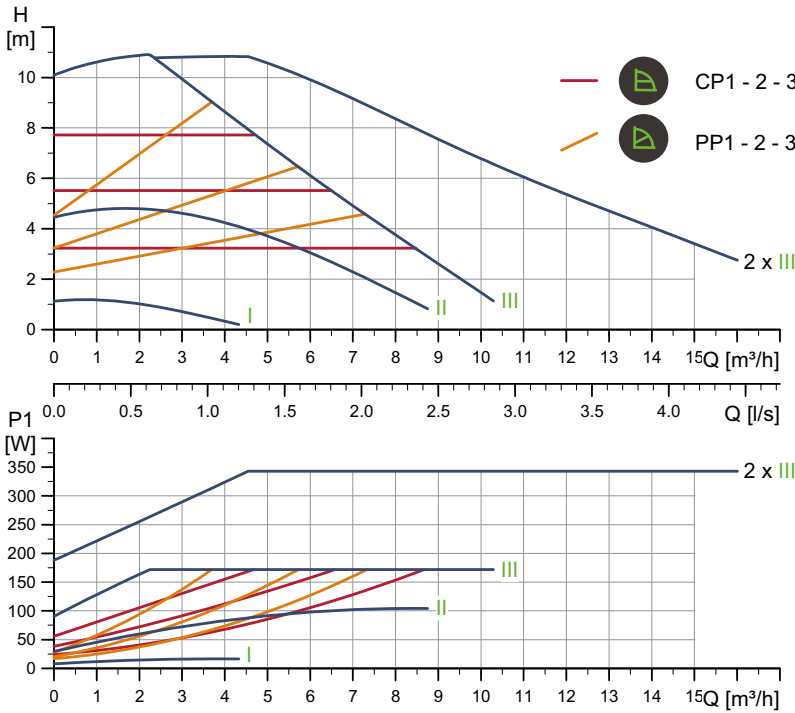 H
[m]
10
8
6
4
2
0
CP1 - 2 - 3
PP1 - 2 - 3
2 x III
III
II
I
0 1 2 3 4 5 6 7 8 9 10 11 12 13 14 15 Q [m³/h]
0.0 0.5 1.0 1.5 2.0 2.5 3.0 3.5 4.0 Q [l/s]
P1
[W]
350
300
250
200
150
100
50
0
2 x III
III
II
I
0 1 2 3 4 5 6 7 8 9 10 11 12 13 14 15 Q [m³/h]